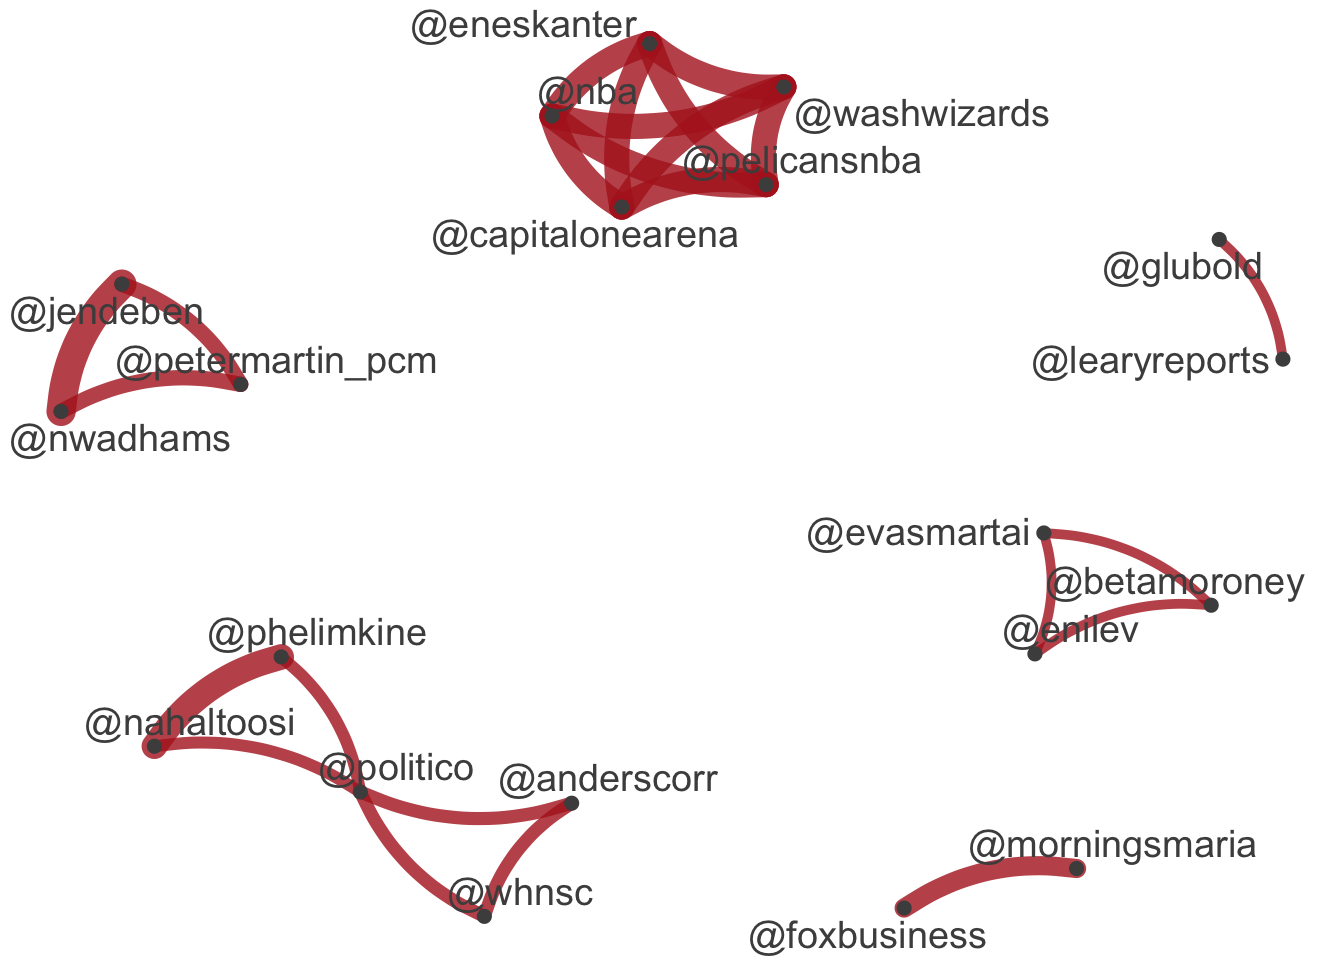 @eneskanter
@nba
@washwizards
@pelicansnba
@capitalonearena
@glubold
@learyreports
@jendeben
@petermartin_pcm
@nwadhams
@evasmartai
@betamoroney
@enilev
@phelimkine
@nahaltoosi
@politico
@anderscorr
@whnsc
@morningsmaria
@foxbusiness